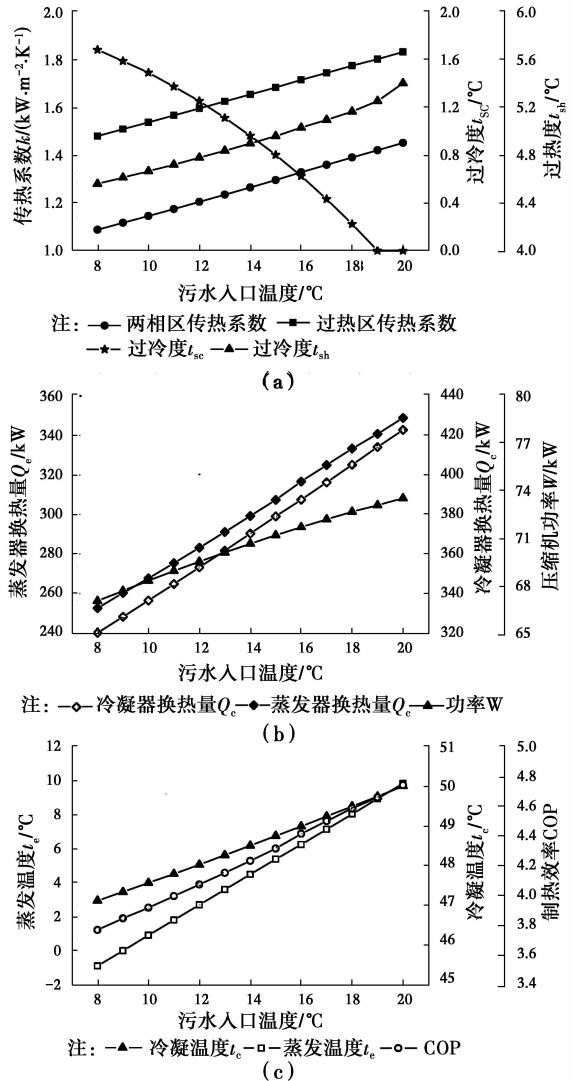 (a)
2.0 2.0 6.0
1.8 1.6 5.6
1.6 1.2 5.2
1.4 0.8 4.8
1.2 0.4 4.4
1.0 0.0 4.0
传热系数k/(kW·m⁻²·K⁻¹)
过冷度tSC/℃
过热度tsh/℃
8 10 12 14 16 18 20
污水入口温度/℃
注: 两相区传热系数 过热区传热系数
过冷度tsc 过冷度tsh
(a)
360 440 80
340 420 77
320 400 74
300 380 71
280 360 68
260 340 65
240 320
蒸发器换热量Qe/kW
冷凝器换热量Qc/kW
压缩机功率W/kW
8 10 12 14 16 18 20
污水入口温度/℃
注: 冷凝器换热量Qc 蒸发器换热量Qc 功率W
(b)
12 51 5.0
10 50 4.8
8 49 4.6
6 48 4.4
4 47 4.2
2 46 4.0
0 45 3.8
-2 3.6
3.4
蒸发温度te/℃
冷凝温度tc/℃
制热效率COP
8 10 12 14 16 18 20
污水入口温度/℃
注: 冷凝温度tc 蒸发温度te COP
(c)